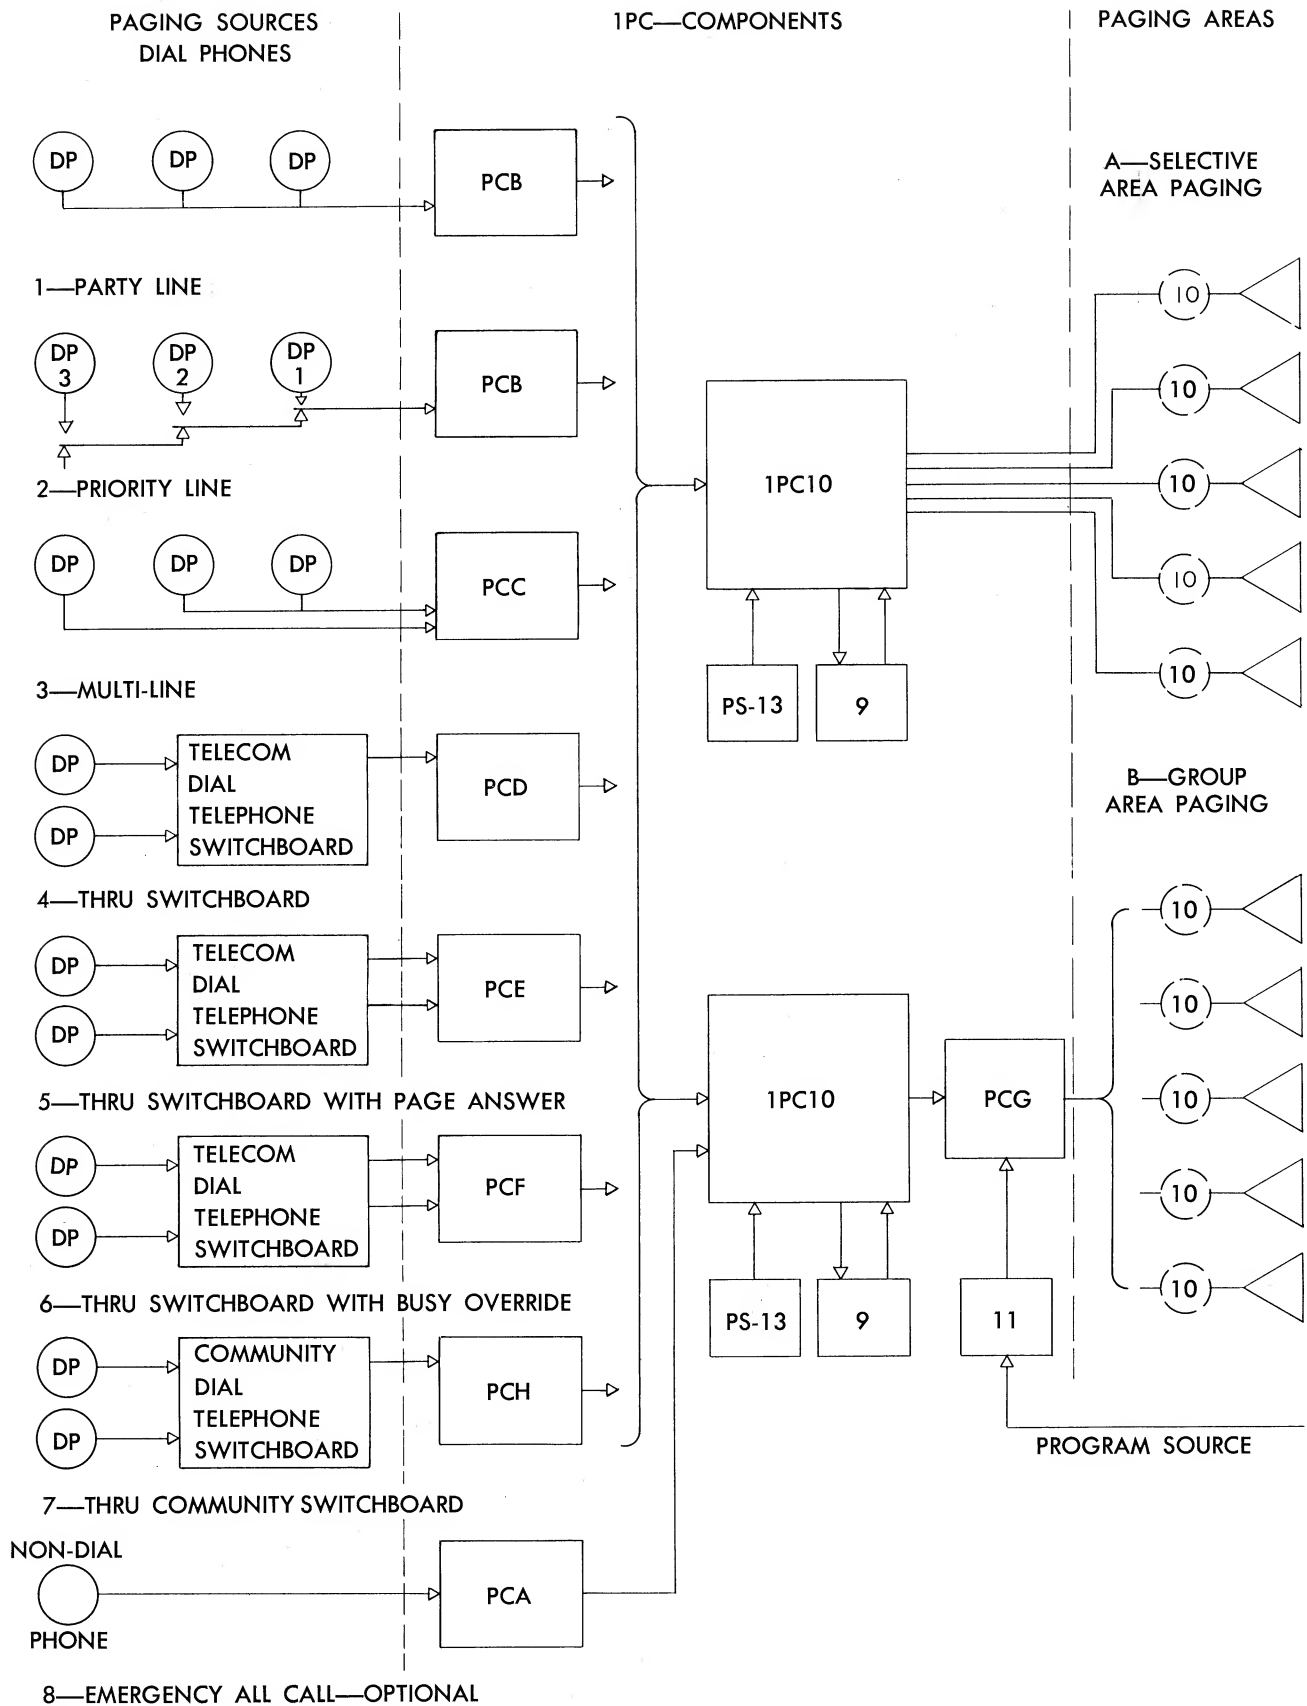 PAGING SOURCES
DIAL PHONES
1PC—COMPONENTS
PAGING AREAS
DP
DP
DP
PCB
1—PARTY LINE
DP
3
DP
2
DP
1
PCB
2—PRIORITY LINE
DP
DP
DP
PCC
3—MULTI-LINE
DP
DP
TELECOM
DIAL
TELEPHONE
SWITCHBOARD
PCD
4—THRU SWITCHBOARD
DP
DP
TELECOM
DIAL
TELEPHONE
SWITCHBOARD
PCE
5—THRU SWITCHBOARD WITH PAGE ANSWER
DP
DP
TELECOM
DIAL
TELEPHONE
SWITCHBOARD
PCF
6—THRU SWITCHBOARD WITH BUSY OVERRIDE
DP
DP
COMMUNITY
DIAL
TELEPHONE
SWITCHBOARD
PCH
7—THRU COMMUNITY SWITCHBOARD
NON-DIAL
PHONE
PCA
8—EMERGENCY ALL CALL—OPTIONAL
1PC10
PS-13
9
1PC10
PS-13
9
PCG
11
PROGRAM SOURCE
A—SELECTIVE
AREA PAGING
10
10
10
10
10
B—GROUP
AREA PAGING
10
10
10
10
10